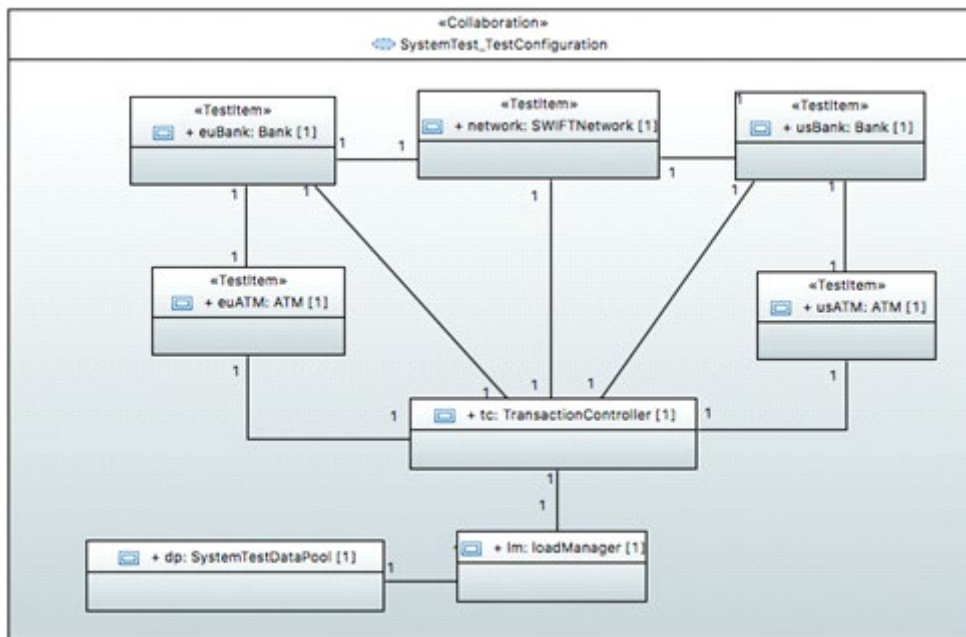 «Collaboration»
SystemTest_TestConfiguration
«TestItem»
+ euBank: Bank [1]
«TestItem»
+ network: SWIFTNetwork [1]
1
«TestItem»
+ usBank: Bank [1]
1
1
1
1
1
1
1
1
1
1
«TestItem»
+ euATM: ATM [1]
«TestItem»
+ usATM: ATM [1]
1
1
1
1
1
1
1
+ tc: TransactionController [1]
1
1
+ dp: SystemTestDataPool [1]
1
+ lm: loadManager [1]